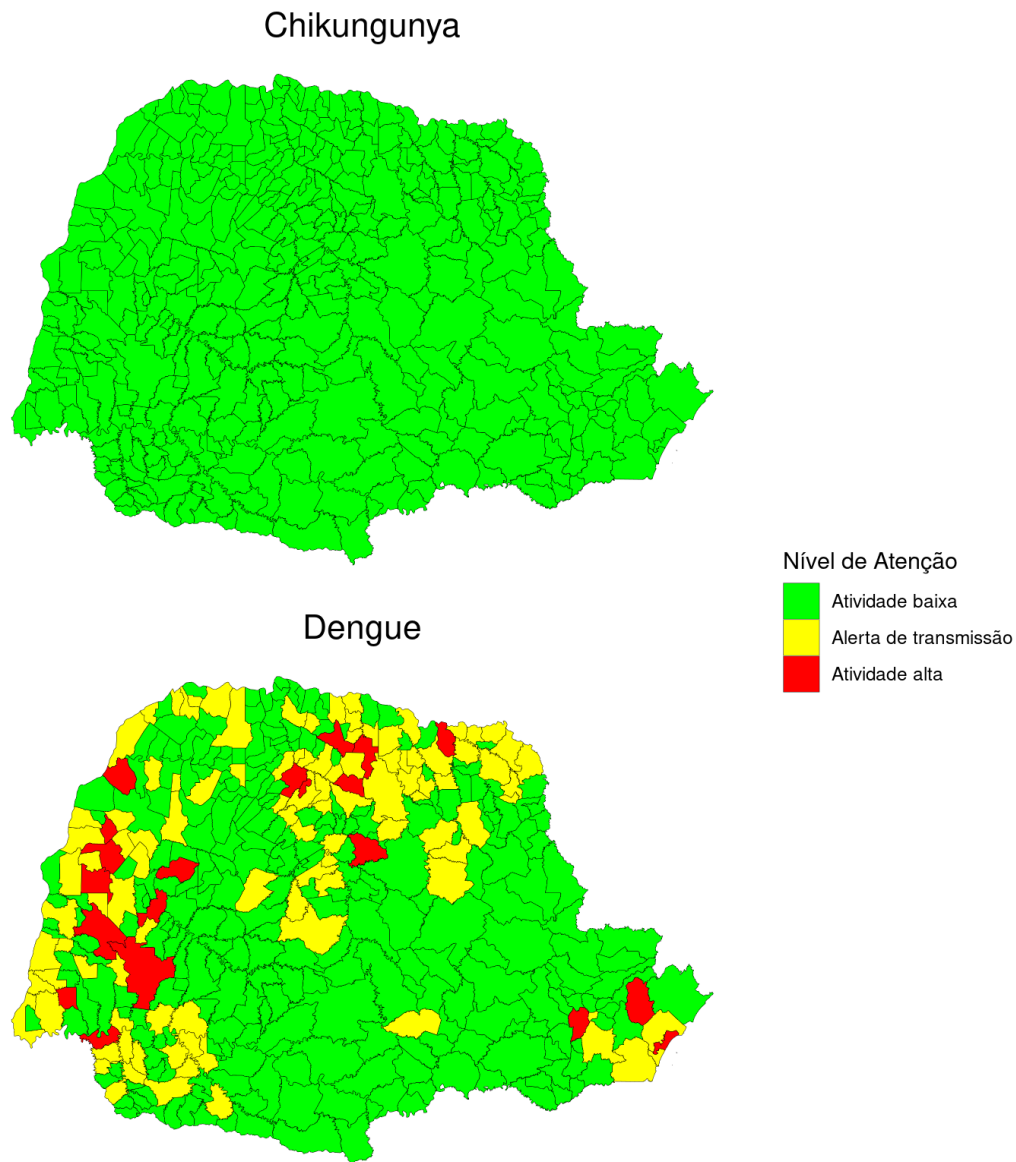 Chikungunya
Nível de Atenção
Atividade baixa
Alerta de transmissão
Atividade alta
Dengue